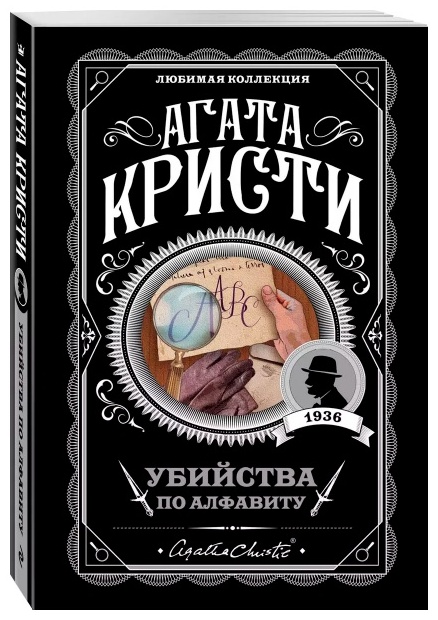 ЛЮБИМАЯ КОЛЛЕКЦИЯ
АГАТА
КРИСТИ
ABC
1936
УБИЙСТВА
ПО АЛФАВИТУ
Agatha Christie®
АГАТА КРИСТИ
УБИЙСТВА ПО АЛФАВИТУ